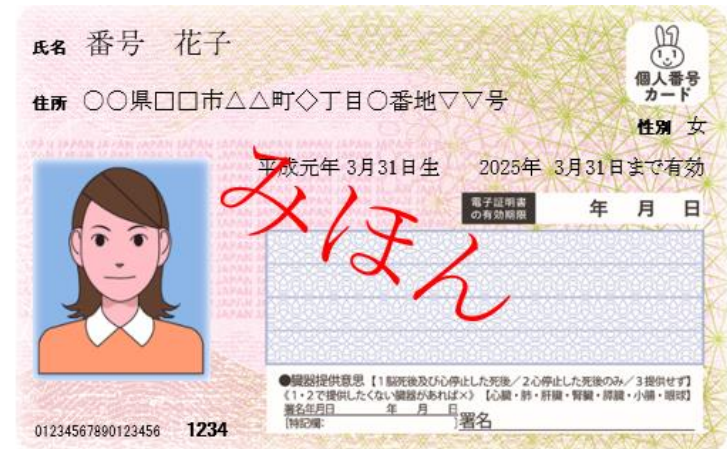 氏名 番号 花子
個人番号
カード
住所 〇〇県□□市△△町◇丁目〇番地▽▽号
性別 女
平成元年 3月31日生 2025年 3月31日まで有効
みほん
電子証明書
の有効期限 年 月 日
●臓器提供意思【1 脳死後及び心停止した死後／2 心停止した死後のみ／3 提供せず】
《1・2で提供したくない臓器があれば×》【心臓・肺・肝臓・腎臓・膵臓・小腸・眼球】
署名年月日 年 月 日
[特記欄: ] 署名
01234567890123456 1234